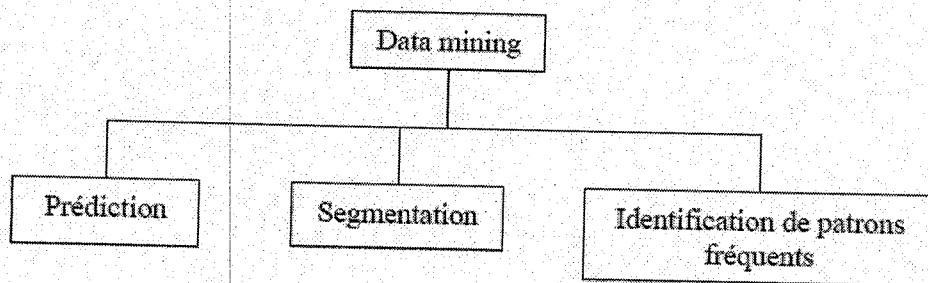 Data mining
Prédiction
Segmentation
Identification de patrons
fréquents